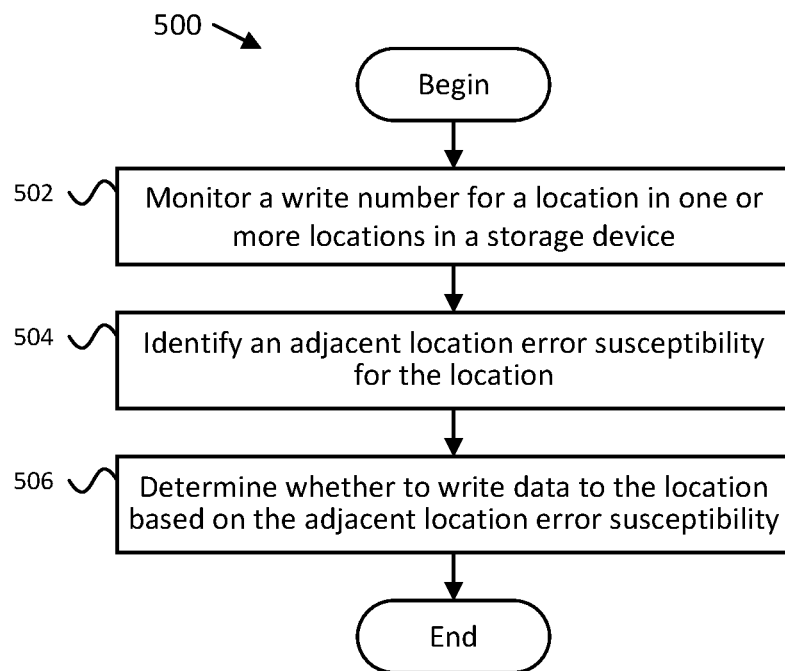 500
Begin
502
Monitor a write number for a location in one or
more locations in a storage device
504
Identify an adjacent location error susceptibility
for the location
506
Determine whether to write data to the location
based on the adjacent location error susceptibility
End